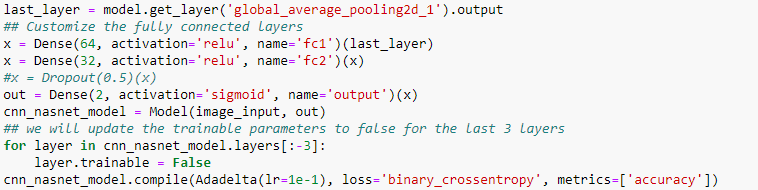 last_layer = model.get_layer('global_average_pooling2d_1').output
## Customize the fully connected layers
x = Dense(64, activation='relu', name='fc1')(last_layer)
x = Dense(32, activation='relu', name='fc2')(x)
#x = Dropout(0.5)(x)
out = Dense(2, activation='sigmoid', name='output')(x)
cnn_nasnet_model = Model(image_input, out)
## we will update the trainable parameters to false for the last 3 layers
for layer in cnn_nasnet_model.layers[:-3]:
    layer.trainable = False
cnn_nasnet_model.compile(Adadelta(lr=1e-1), loss='binary_crossentropy', metrics=['accuracy'])